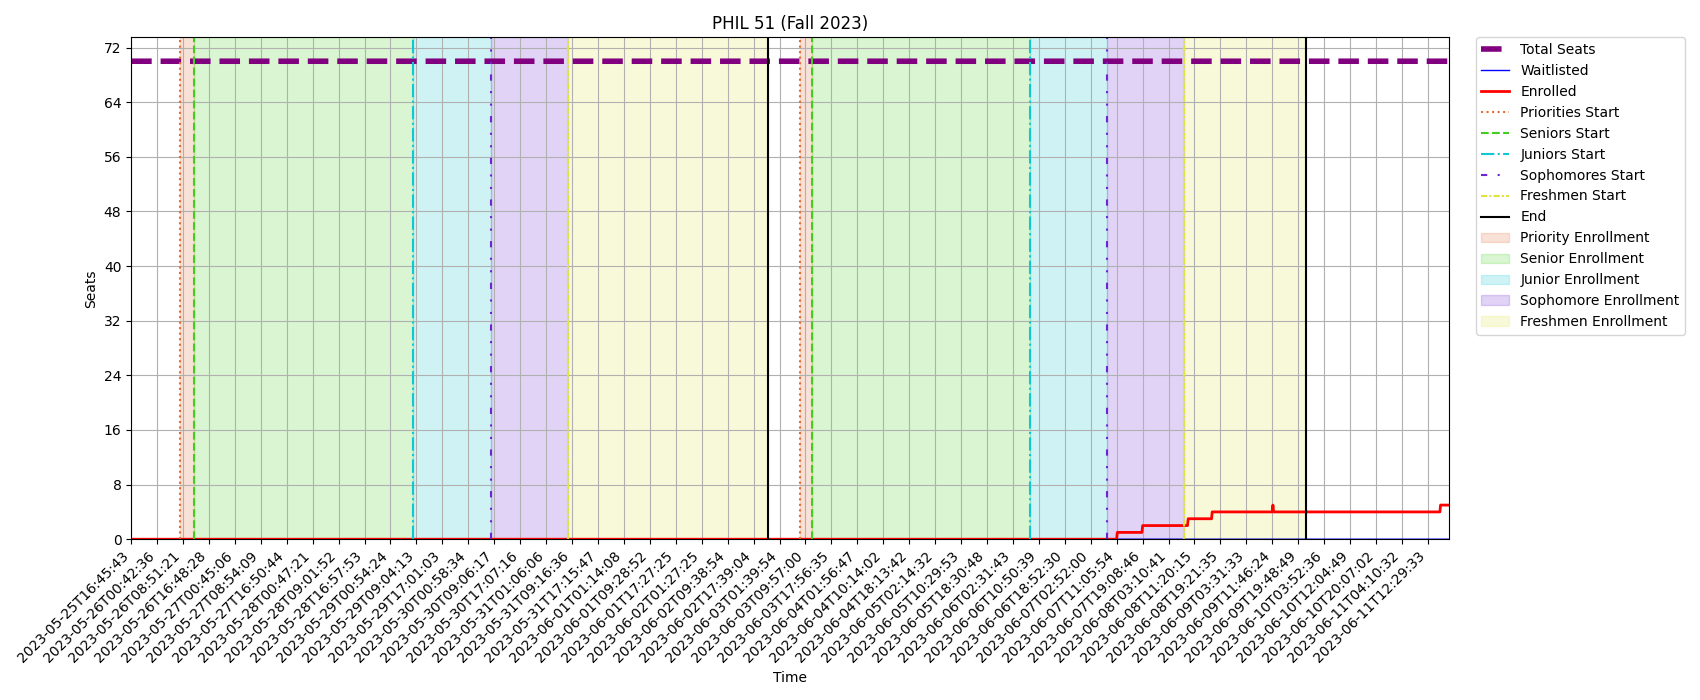 PHIL 51 (Fall 2023)
72
64
56
48
40
32
24
16
8
0
Seats
2023-05-25T16:45:43
2023-05-26T00:42:36
2023-05-26T08:51:21
2023-05-26T16:48:28
2023-05-27T00:45:06
2023-05-27T08:54:09
2023-05-27T16:50:44
2023-05-28T00:47:21
2023-05-28T09:01:52
2023-05-28T16:57:53
2023-05-29T00:54:24
2023-05-29T09:04:13
2023-05-29T17:01:03
2023-05-30T00:58:34
2023-05-30T09:06:17
2023-05-30T17:07:16
2023-05-31T01:06:06
2023-05-31T09:16:36
2023-05-31T17:15:47
2023-06-01T01:14:08
2023-06-01T09:28:52
2023-06-01T17:27:25
2023-06-02T01:27:25
2023-06-02T09:38:54
2023-06-02T17:39:04
2023-06-03T01:39:54
2023-06-03T09:57:00
2023-06-03T17:56:35
2023-06-04T01:56:47
2023-06-04T10:14:02
2023-06-04T18:13:42
2023-06-05T02:14:32
2023-06-05T10:29:53
2023-06-05T18:30:48
2023-06-06T02:31:43
2023-06-06T10:50:39
2023-06-06T18:52:30
2023-06-07T02:52:00
2023-06-07T11:05:54
2023-06-07T19:08:46
2023-06-08T03:10:41
2023-06-08T11:20:15
2023-06-08T19:21:35
2023-06-09T03:31:33
2023-06-09T11:46:24
2023-06-09T19:48:49
2023-06-10T03:52:36
2023-06-10T12:04:49
2023-06-10T20:07:02
2023-06-11T04:10:32
2023-06-11T12:29:33
Time
Total Seats
Waitlisted
Enrolled
Priorities Start
Seniors Start
Juniors Start
Sophomores Start
Freshmen Start
End
Priority Enrollment
Senior Enrollment
Junior Enrollment
Sophomore Enrollment
Freshmen Enrollment